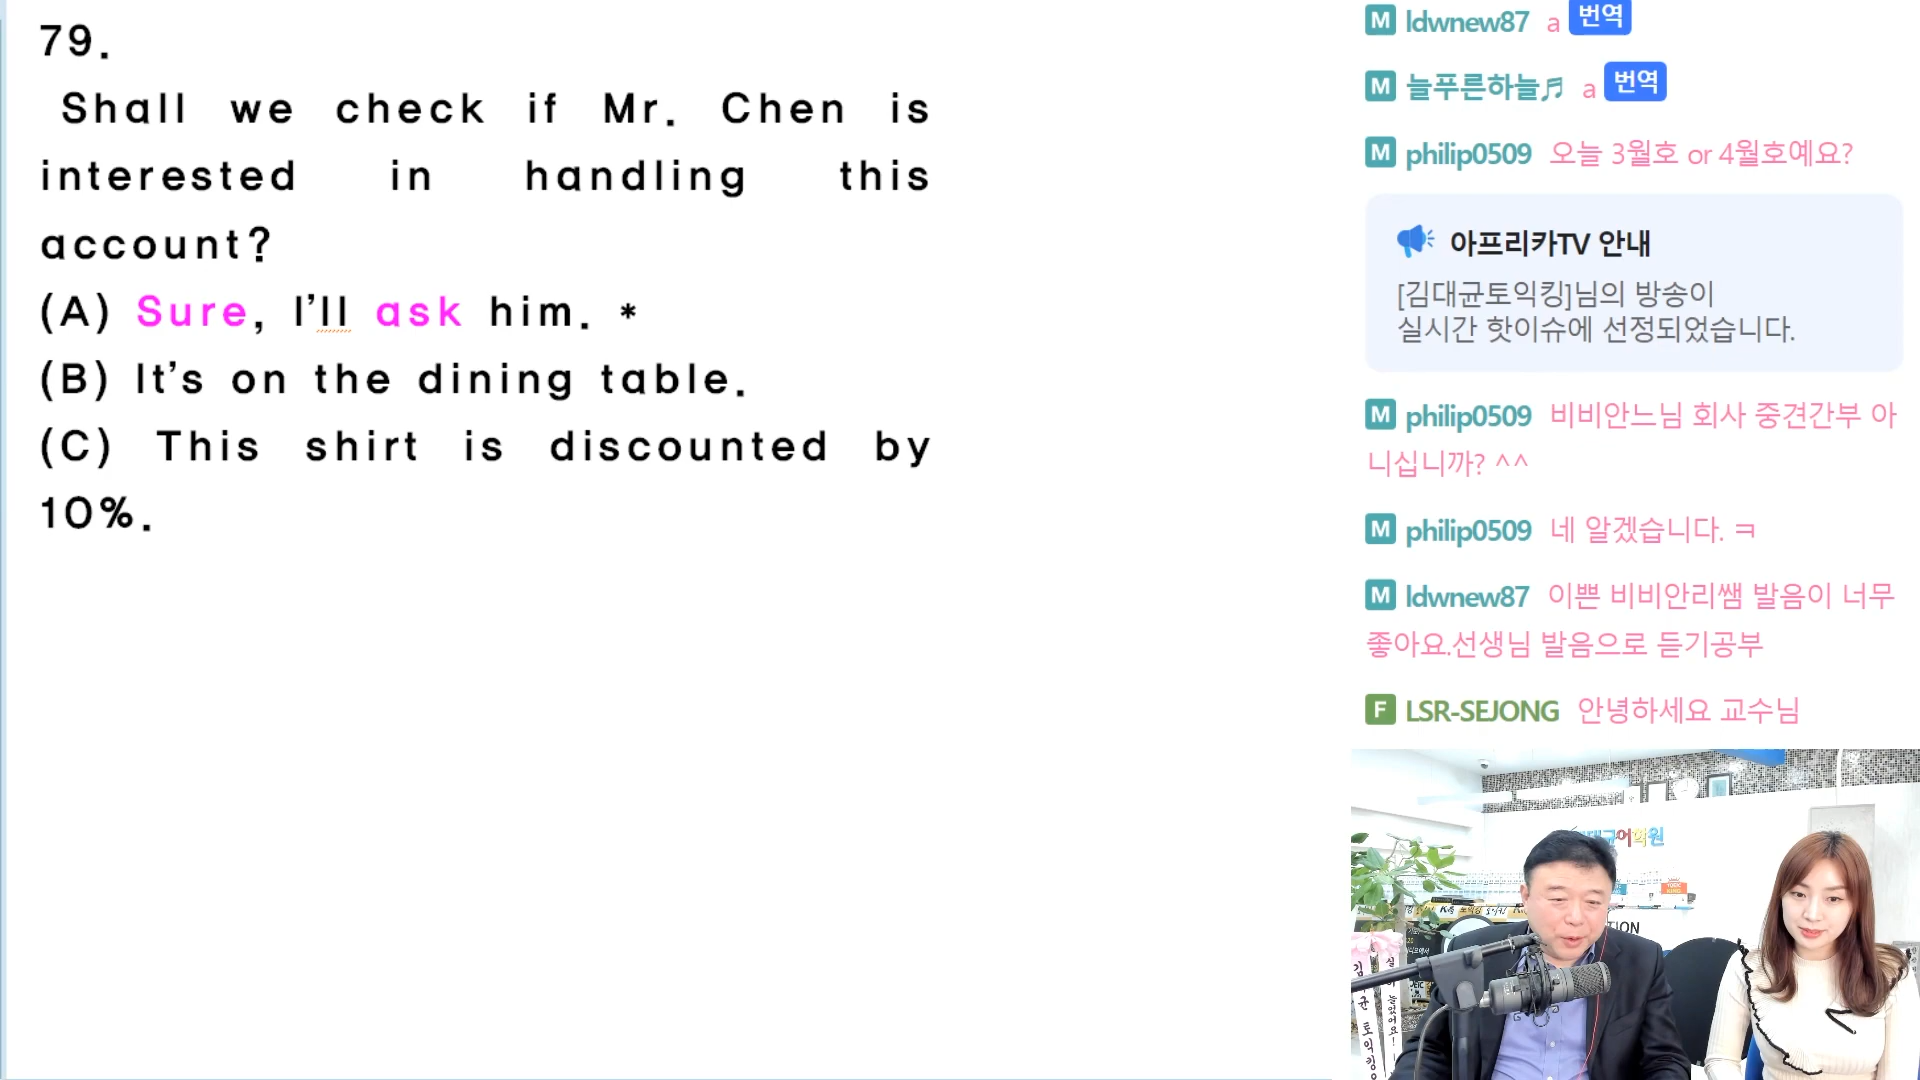 79.
Shall we check if Mr. Chen is
interested in handling this
account?
(A) Sure, I'll ask him. *
(B) It's on the dining table.
(C) This shirt is discounted by
10%.
M ldwnew87 a 번역
M 늘푸른하늘♬ a 번역
M philip0509 오늘 3월호 or 4월호예요?
아프리카TV 안내
[김대균토익킹]님의 방송이
실시간 핫이슈에 선정되었습니다.
M philip0509 비비안느님 회사 중견간부 아
니십니까? ^^
M philip0509 네 알겠습니다. ㅋ
M ldwnew87 이쁜 비비안리쌤 발음이 너무
좋아요.선생님 발음으로 듣기공부
F LSR-SEJONG 안녕하세요 교수님
어학원
TION